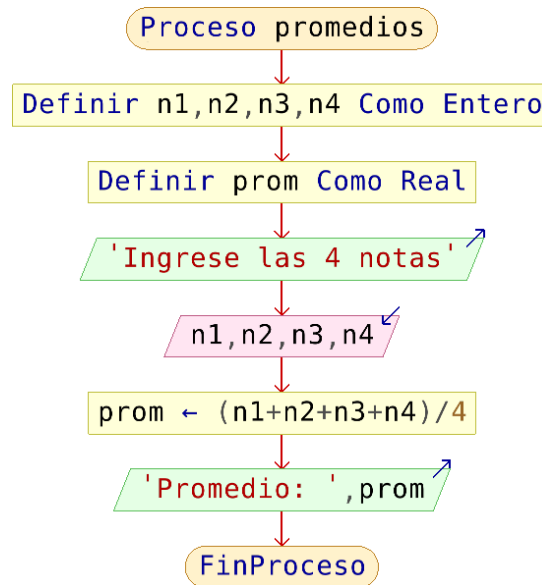 Proceso promedios
Definir n1,n2,n3,n4 Como Entero
Definir prom Como Real
'Ingrese las 4 notas'
n1,n2,n3,n4
prom ← (n1+n2+n3+n4)/4
'Promedio: ',prom
FinProceso